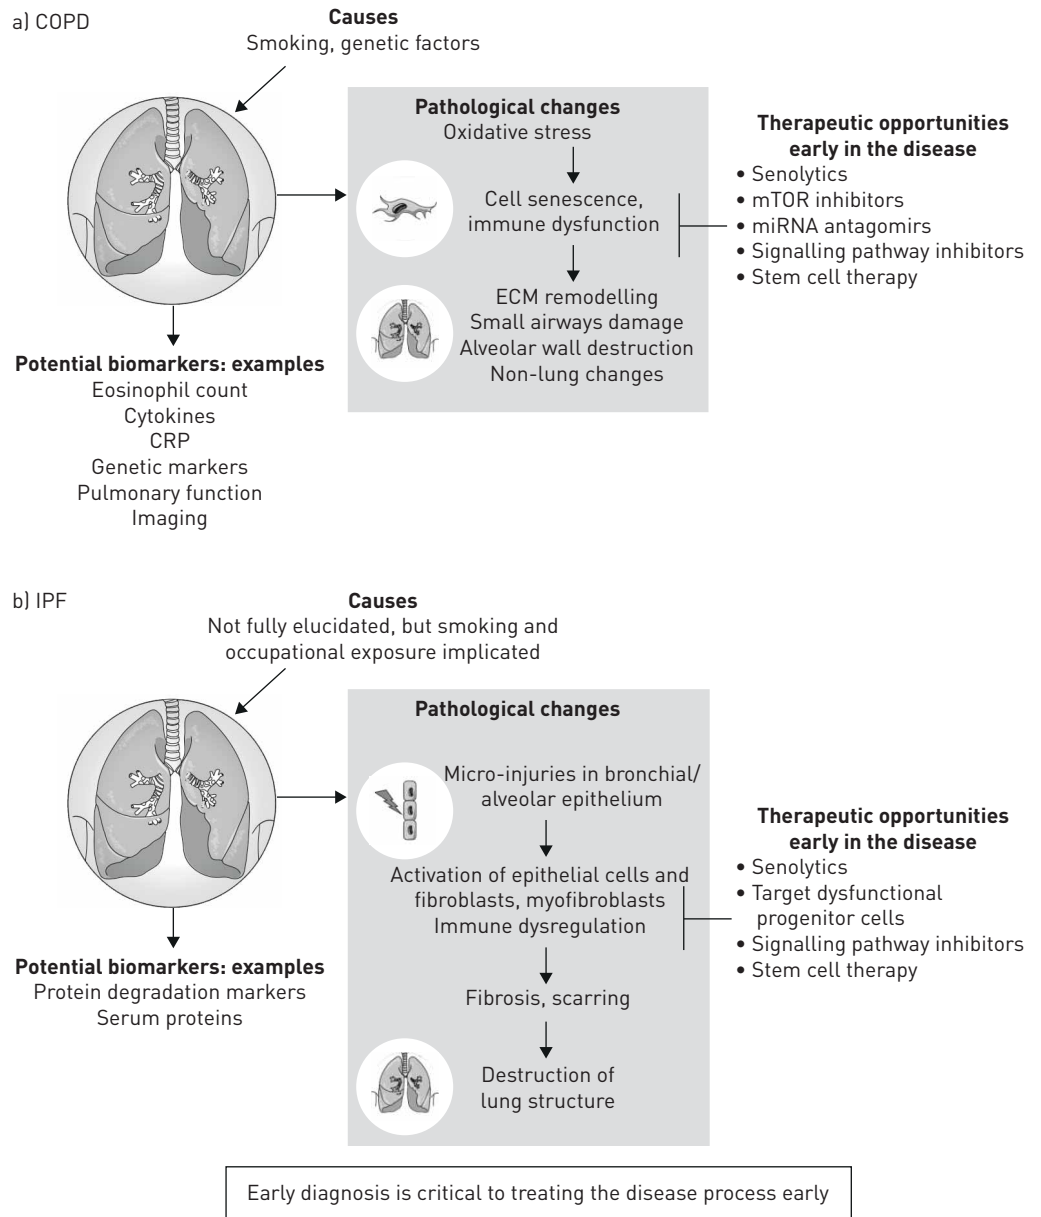 a) COPD
Causes
Smoking, genetic factors
Pathological changes
Oxidative stress
Cell senescence,
immune dysfunction
ECM remodelling
Small airways damage
Alveolar wall destruction
Non-lung changes
Therapeutic opportunities
early in the disease
• Senolytics
• mTOR inhibitors
• miRNA antagomirs
• Signalling pathway inhibitors
• Stem cell therapy
Potential biomarkers: examples
Eosinophil count
Cytokines
CRP
Genetic markers
Pulmonary function
Imaging
b) IPF
Causes
Not fully elucidated, but smoking and
occupational exposure implicated
Pathological changes
Micro-injuries in bronchial/
alveolar epithelium
Activation of epithelial cells and
fibroblasts, myofibroblasts
Immune dysregulation
Fibrosis, scarring
Destruction of
lung structure
Therapeutic opportunities
early in the disease
• Senolytics
• Target dysfunctional
progenitor cells
• Signalling pathway inhibitors
• Stem cell therapy
Potential biomarkers: examples
Protein degradation markers
Serum proteins
Early diagnosis is critical to treating the disease process early